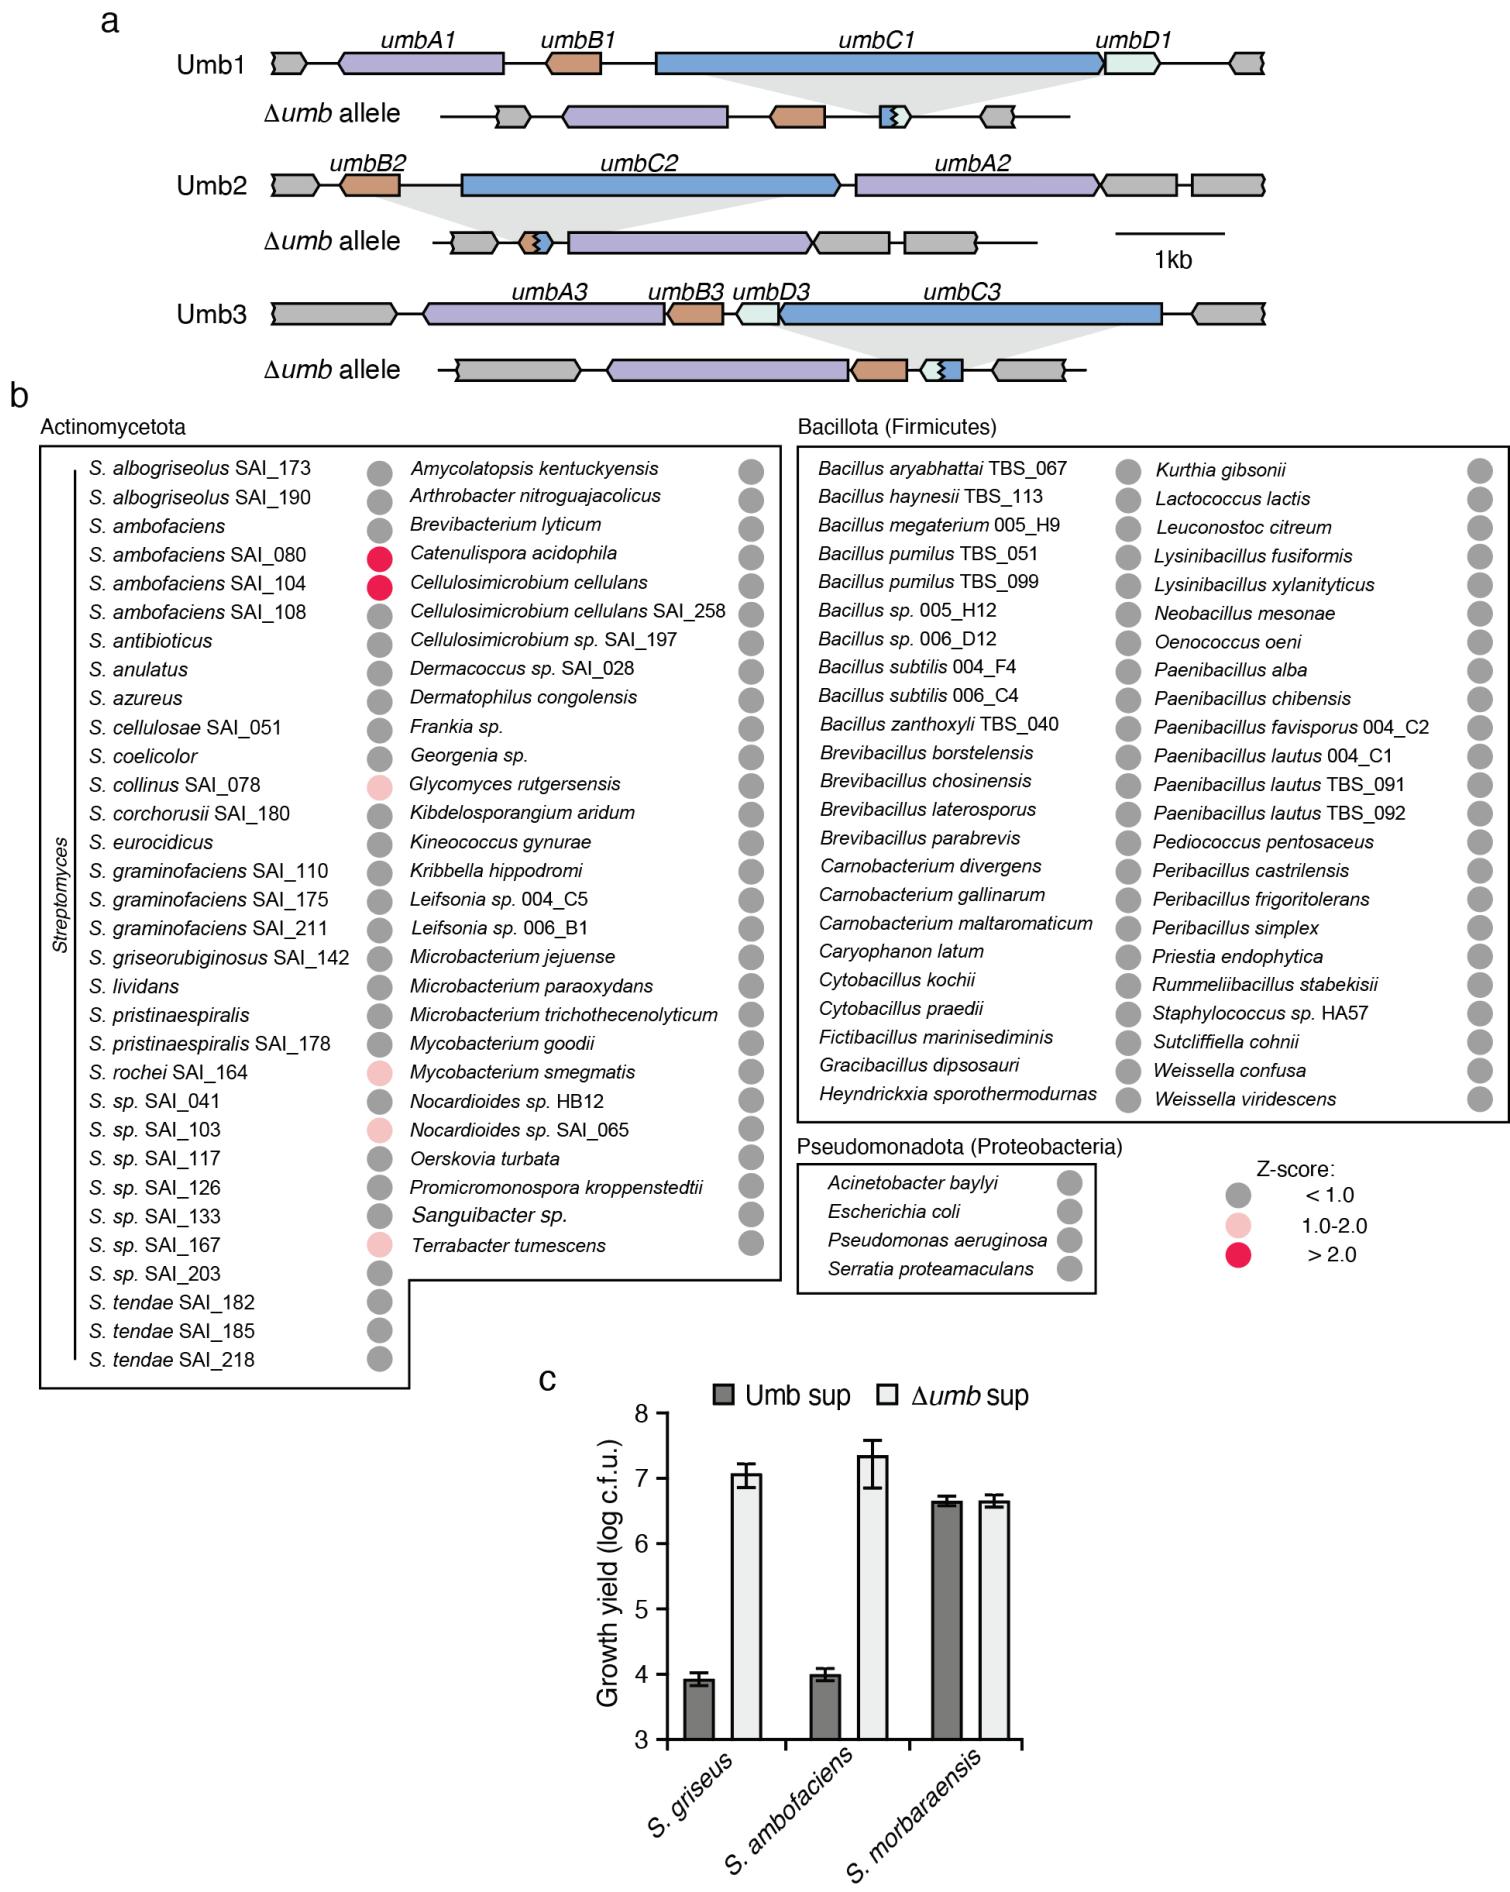 a
umbA1 umbB1 umbC1 umbD1
Umb1
Δumb allele
umbB2 umbC2 umbA2
Umb2
Δumb allele
1kb
umbA3 umbB3 umbD3 umbC3
Umb3
Δumb allele
b
Actinomycetota
Streptomyces
S. albogriseolus SAI_173
S. albogriseolus SAI_190
S. ambofaciens
S. ambofaciens SAI_080
S. ambofaciens SAI_104
S. ambofaciens SAI_108
S. antibioticus
S. anulatus
S. azureus
S. cellulosae SAI_051
S. coelicolor
S. collinus SAI_078
S. corchorusii SAI_180
S. eurocidicus
S. graminofaciens SAI_110
S. graminofaciens SAI_175
S. graminofaciens SAI_211
S. griseorubiginosus SAI_142
S. lividans
S. pristinaespiralis
S. pristinaespiralis SAI_178
S. rochei SAI_164
S. sp. SAI_041
S. sp. SAI_103
S. sp. SAI_117
S. sp. SAI_126
S. sp. SAI_133
S. sp. SAI_167
S. sp. SAI_203
S. tendae SAI_182
S. tendae SAI_185
S. tendae SAI_218
Amycolatopsis kentuckyensis
Arthrobacter nitroguajacolicus
Brevibacterium lyticum
Catenulispora acidophila
Cellulosimicrobium cellulans
Cellulosimicrobium cellulans SAI_258
Cellulosimicrobium sp. SAI_197
Dermacoccus sp. SAI_028
Dermatophilus congolensis
Frankia sp.
Georgenia sp.
Glycomyces rutgersensis
Kibdelosporangium aridum
Kineococcus gynurae
Kribbella hippodromi
Leifsonia sp. 004_C5
Leifsonia sp. 006_B1
Microbacterium jejuense
Microbacterium paraoxydans
Microbacterium trichothecenolyticum
Mycobacterium goodii
Mycobacterium smegmatis
Nocardioides sp. HB12
Nocardioides sp. SAI_065
Oerskovia turbata
Promicromonospora kroppenstedtii
Sanguibacter sp.
Terrabacter tumescens
Bacillota (Firmicutes)
Bacillus aryabhattai TBS_067
Bacillus haynesii TBS_113
Bacillus megaterium 005_H9
Bacillus pumilus TBS_051
Bacillus pumilus TBS_099
Bacillus sp. 005_H12
Bacillus sp. 006_D12
Bacillus subtilis 004_F4
Bacillus subtilis 006_C4
Bacillus zanthoxyli TBS_040
Brevibacillus borstelensis
Brevibacillus chosinensis
Brevibacillus laterosporus
Brevibacillus parabrevis
Carnobacterium divergens
Carnobacterium gallinarum
Carnobacterium maltaromaticum
Caryophanon latum
Cytobacillus kochii
Cytobacillus praedii
Fictibacillus marinisediminis
Gracibacillus dipsosauri
Heyndrickxia sporothermodurnas
Kurthia gibsonii
Lactococcus lactis
Leuconostoc citreum
Lysinibacillus fusiformis
Lysinibacillus xylanityticus
Neobacillus mesonae
Oenococcus oeni
Paenibacillus alba
Paenibacillus chibensis
Paenibacillus favisporus 004_C2
Paenibacillus lautus 004_C1
Paenibacillus lautus TBS_091
Paenibacillus lautus TBS_092
Pediococcus pentosaceus
Peribacillus castrilensis
Peribacillus frigoritolerans
Peribacillus simplex
Priestia endophytica
Rummeliibacillus stabekisii
Staphylococcus sp. HA57
Sutcliffiella cohnii
Weissella confusa
Weissella viridescens
Pseudomonadota (Proteobacteria)
Acinetobacter baylyi
Escherichia coli
Pseudomonas aeruginosa
Serratia proteamaculans
Z-score:
< 1.0
1.0-2.0
> 2.0
c
Umb sup Δumb sup
Growth yield (log c.f.u.)
8
7
6
5
4
3
S. griseus
S. ambofaciens
S. morbaraensis